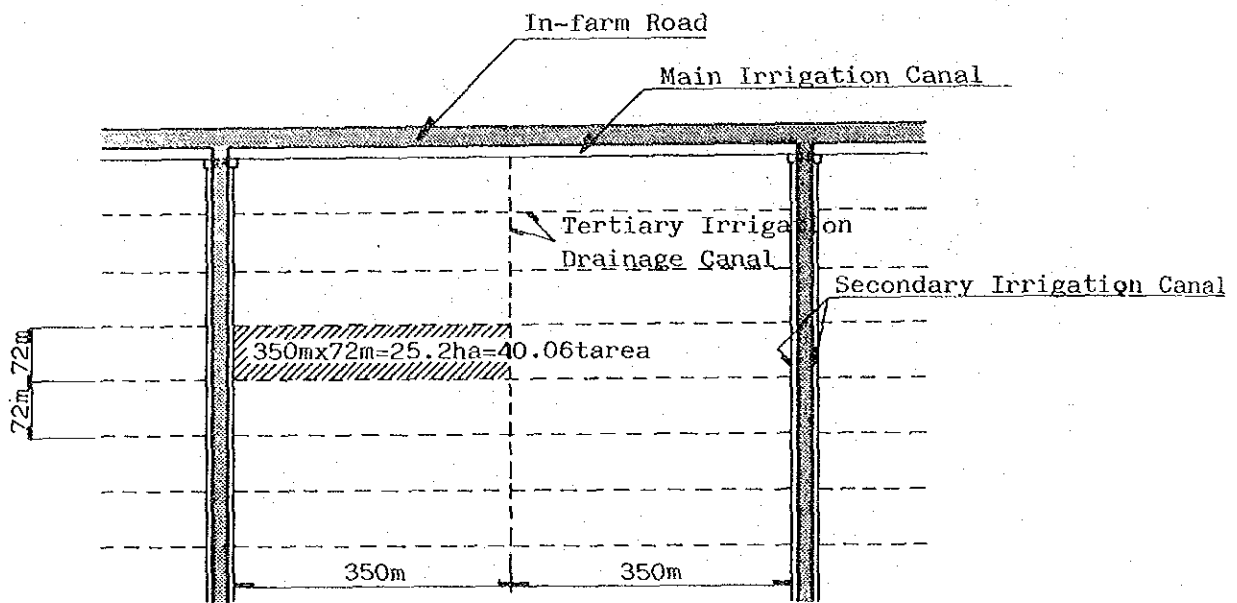 In-farm Road
Main Irrigation Canal
Tertiary Irrigation
Drainage Canal
Secondary Irrigation Canal
350mx72m=25.2ha=40.06tarea
72m
72m
350m
350m